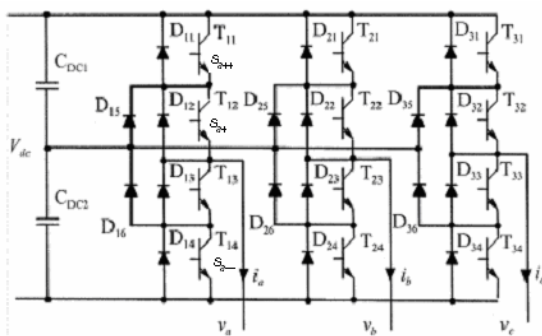 D11 T11 D21 T21 D31 T31
Sa++
CDC1
D15 D12 T12 D25 D22 T22 D35 D32 T32
Sa+
Vdc
D13 T13 D23 T23 D33 T33
CDC2
D16 D14 T14 D26 D24 T24 D36 D34 T34
Sa—
ia ib
va vb vc